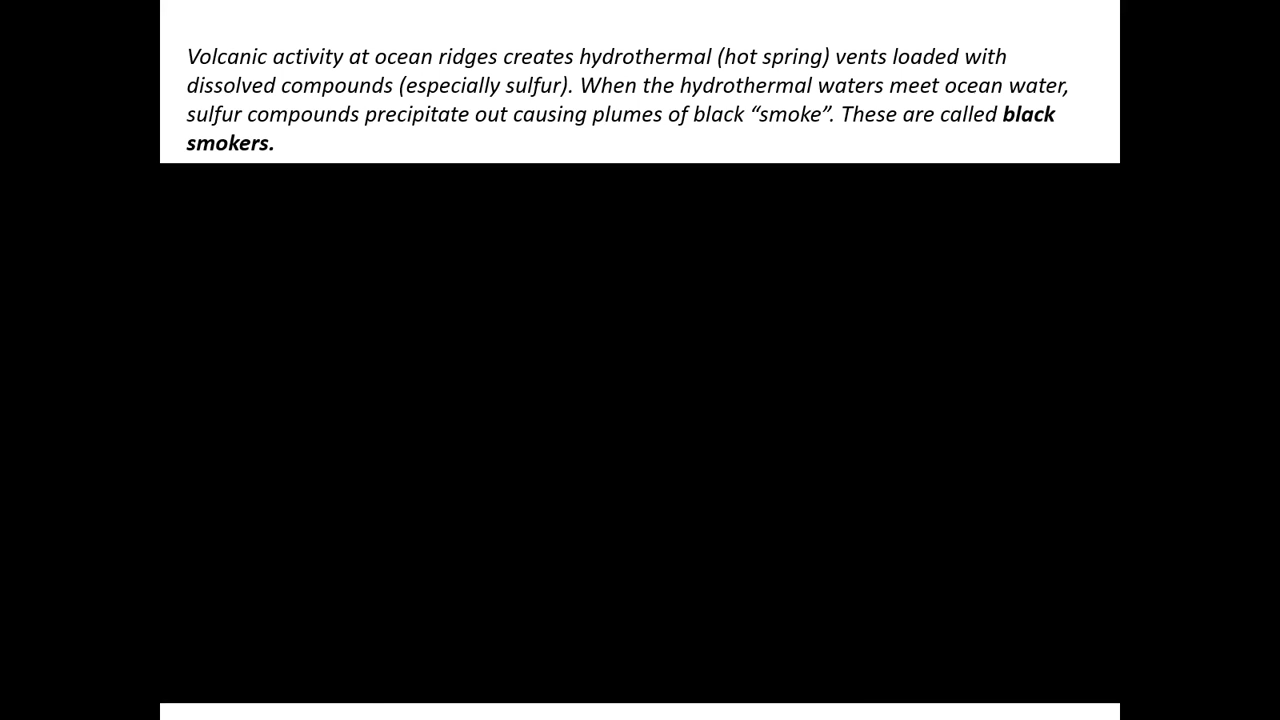 Volcanic activity at ocean ridges creates hydrothermal (hot spring) vents loaded with
dissolved compounds (especially sulfur). When the hydrothermal waters meet ocean water,
sulfur compounds precipitate out causing plumes of black “smoke”. These are called black
smokers.